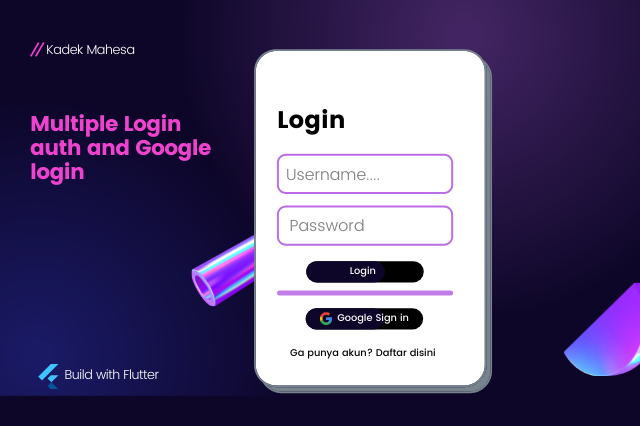 // Kadek Mahesa
Multiple Login
auth and Google
login
Build with Flutter
Login
Username....
Password
Login
Google Sign in
Ga punya akun? Daftar disini